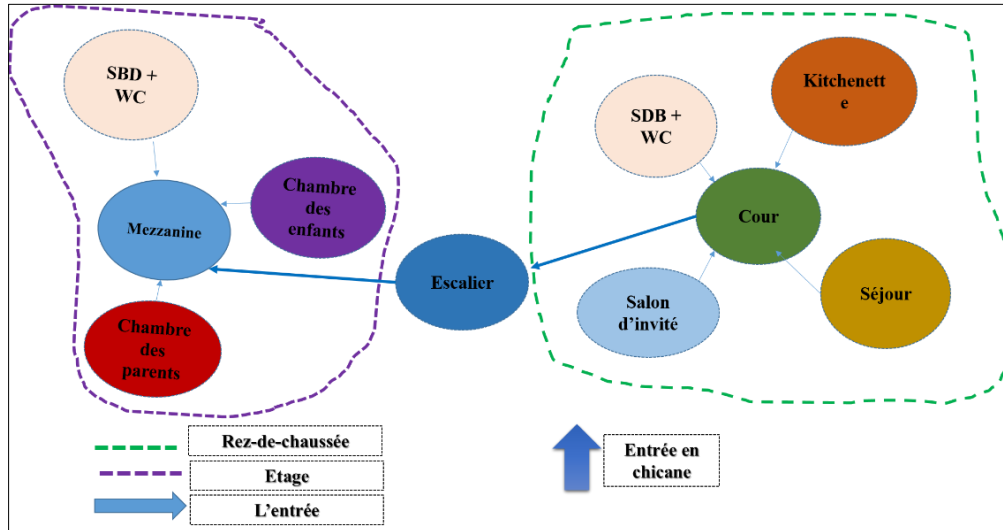 SBD +
WC
Chambre
des
enfants
Mezzanine
Chambre
des
parents
Escalier
SDB +
WC
Kitchenett
e
Cour
Salon
d’invité
Séjour
Rez-de-chaussée
Etage
L’entrée
Entrée en
chicane